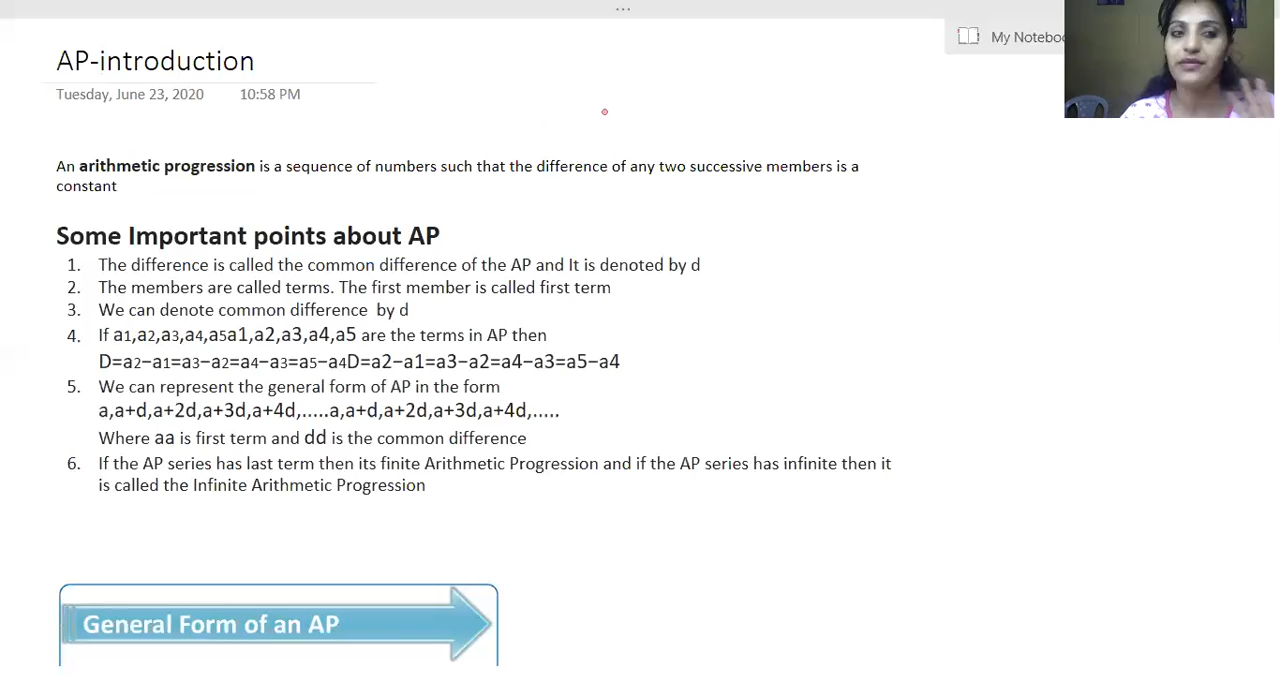 ...
AP-introduction
My Noteboo
Tuesday, June 23, 2020 10:58 PM
An arithmetic progression is a sequence of numbers such that the difference of any two successive members is a
constant
Some Important points about AP
1. The difference is called the common difference of the AP and It is denoted by d
2. The members are called terms. The first member is called first term
3. We can denote common difference by d
4. If a1,a2,a3,a4,a5a1,a2,a3,a4,a5 are the terms in AP then
D=a2−a1=a3−a2=a4−a3=a5−a4D=a2−a1=a3−a2=a4−a3=a5−a4
5. We can represent the general form of AP in the form
a,a+d,a+2d,a+3d,a+4d,.....a,a+d,a+2d,a+3d,a+4d,.....
Where aa is first term and dd is the common difference
6. If the AP series has last term then its finite Arithmetic Progression and if the AP series has infinite then it
is called the Infinite Arithmetic Progression
General Form of an AP